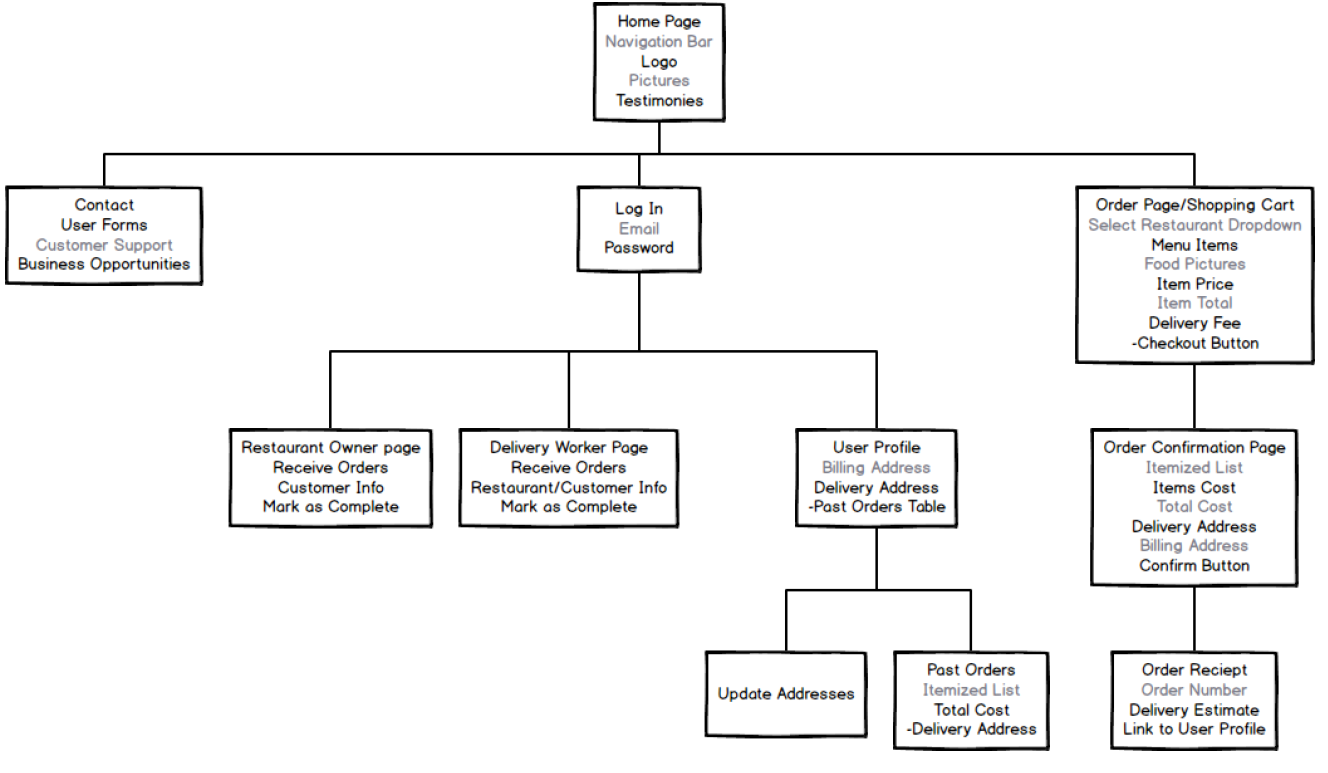 Home Page
Navigation Bar
Logo
Pictures
Testimonies
Contact
User Forms
Customer Support
Business Opportunities
Log In
Email
Password
Order Page/Shopping Cart
Select Restaurant Dropdown
Menu Items
Food Pictures
Item Price
Item Total
Delivery Fee
-Checkout Button
Restaurant Owner page
Receive Orders
Customer Info
Mark as Complete
Delivery Worker Page
Receive Orders
Restaurant/Customer Info
Mark as Complete
User Profile
Billing Address
Delivery Address
-Past Orders Table
Order Confirmation Page
Itemized List
Items Cost
Total Cost
Delivery Address
Billing Address
Confirm Button
Update Addresses
Past Orders
Itemized List
Total Cost
-Delivery Address
Order Reciept
Order Number
Delivery Estimate
Link to User Profile